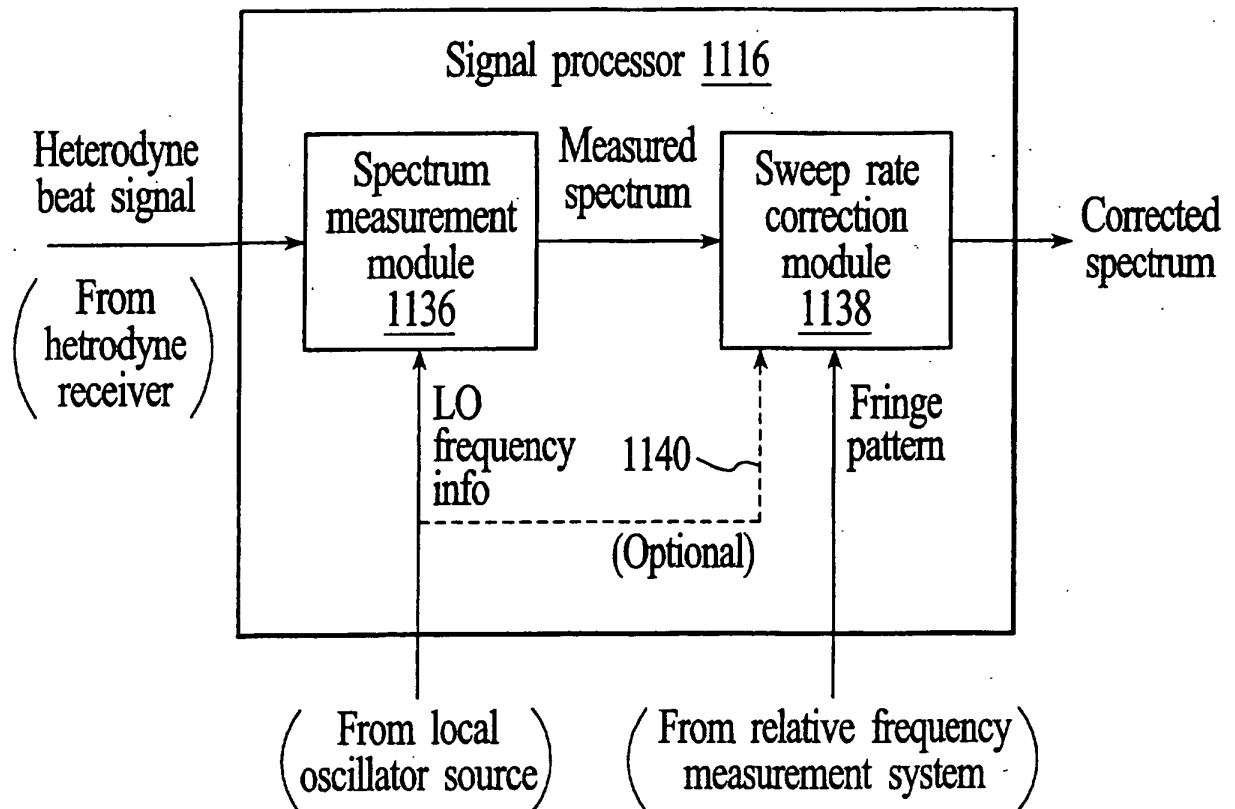 Signal processor 1116
Heterodyne
beat signal
(From
hetrodyne
receiver)
Spectrum
measurement
module
1136
Measured
spectrum
Sweep rate
correction
module
1138
Corrected
spectrum
LO
frequency
info
1140
(Optional)
Fringe
pattern
(From local
oscillator source)
(From relative frequency
measurement system)